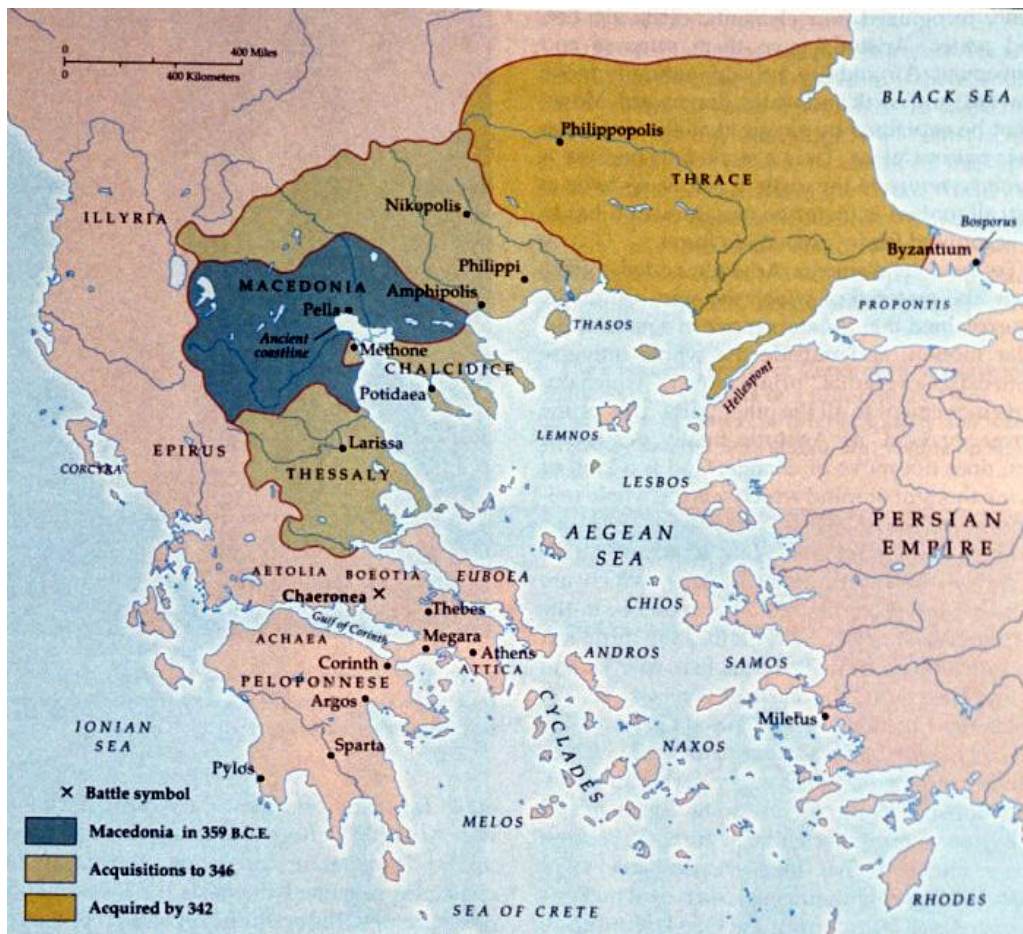 0
400 Miles
0
400 Kilometers
BLACK SEA
Philippopolis
THRACE
ILLYRIA
Nikopolis
Bosporus
Byzantium
Philippi
MACEDONIA
Amphipolis
Pella
PROPONTIS
THASOS
Ancient
coastline
Methone
CHALCIDICE
Potidaea
Hellespont
LEMNOS
Larissa
EPIRUS
CORCYRA
THESSALY
LESBOS
AEGEAN
SEA
PERSIAN
EMPIRE
AETOLIA
BOEOTIA
EUBOEA
Chaeronea
CHIOS
Thebes
Gulf of Corinth
ACHAEA
Megara
Athens
ATTICA
ANDROS
SAMOS
Corinth
PELOPONNESE
Argos
CYCLADES
Miletus
IONIAN
SEA
NAXOS
Sparta
Pylos
× Battle symbol
MELOS
Macedonia in 359 B.C.E.
Acquisitions to 346
Acquired by 342
RHODES
SEA OF CRETE